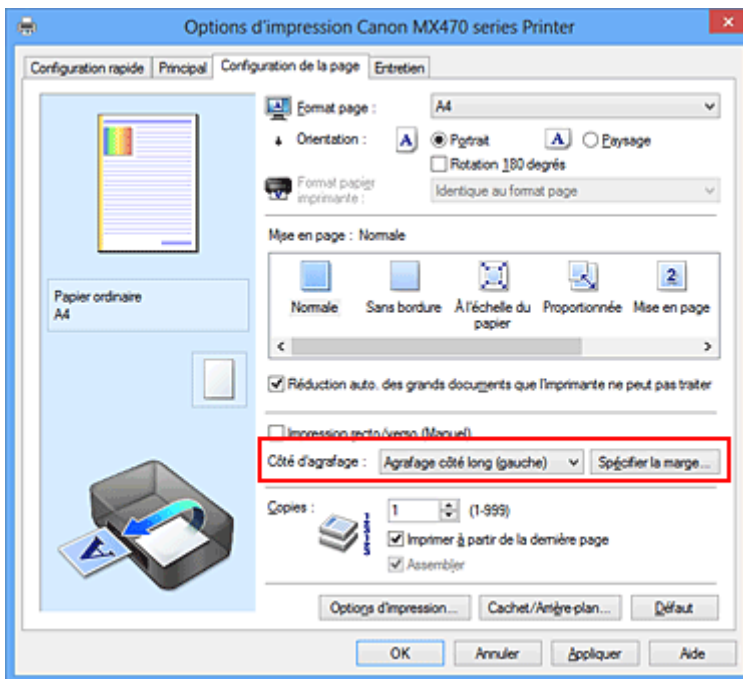 Options d'impression Canon MX470 series Printer
Configuration rapide Principal Configuration de la page Entretien
Format page : A4
Orientation : A Portrait A Paysage
Rotation 180 degrés
Format papier imprimante : Identique au format page
Mise en page : Normale
Papier ordinaire
A4
Normale Sans bordure À l'échelle du papier Proportionnée Mise en page
Réduction auto. des grands documents que l'imprimante ne peut pas traiter
Impression recto/verso (Manuel)
Côté d'agrafage : Agrafage côté long (gauche) Spécifier la marge...
Copies : 1 (1-999)
Imprimer à partir de la dernière page
Assembler
Options d'impression... Cachet/Arrière-plan... Défaut
OK Annuler Appliquer Aide